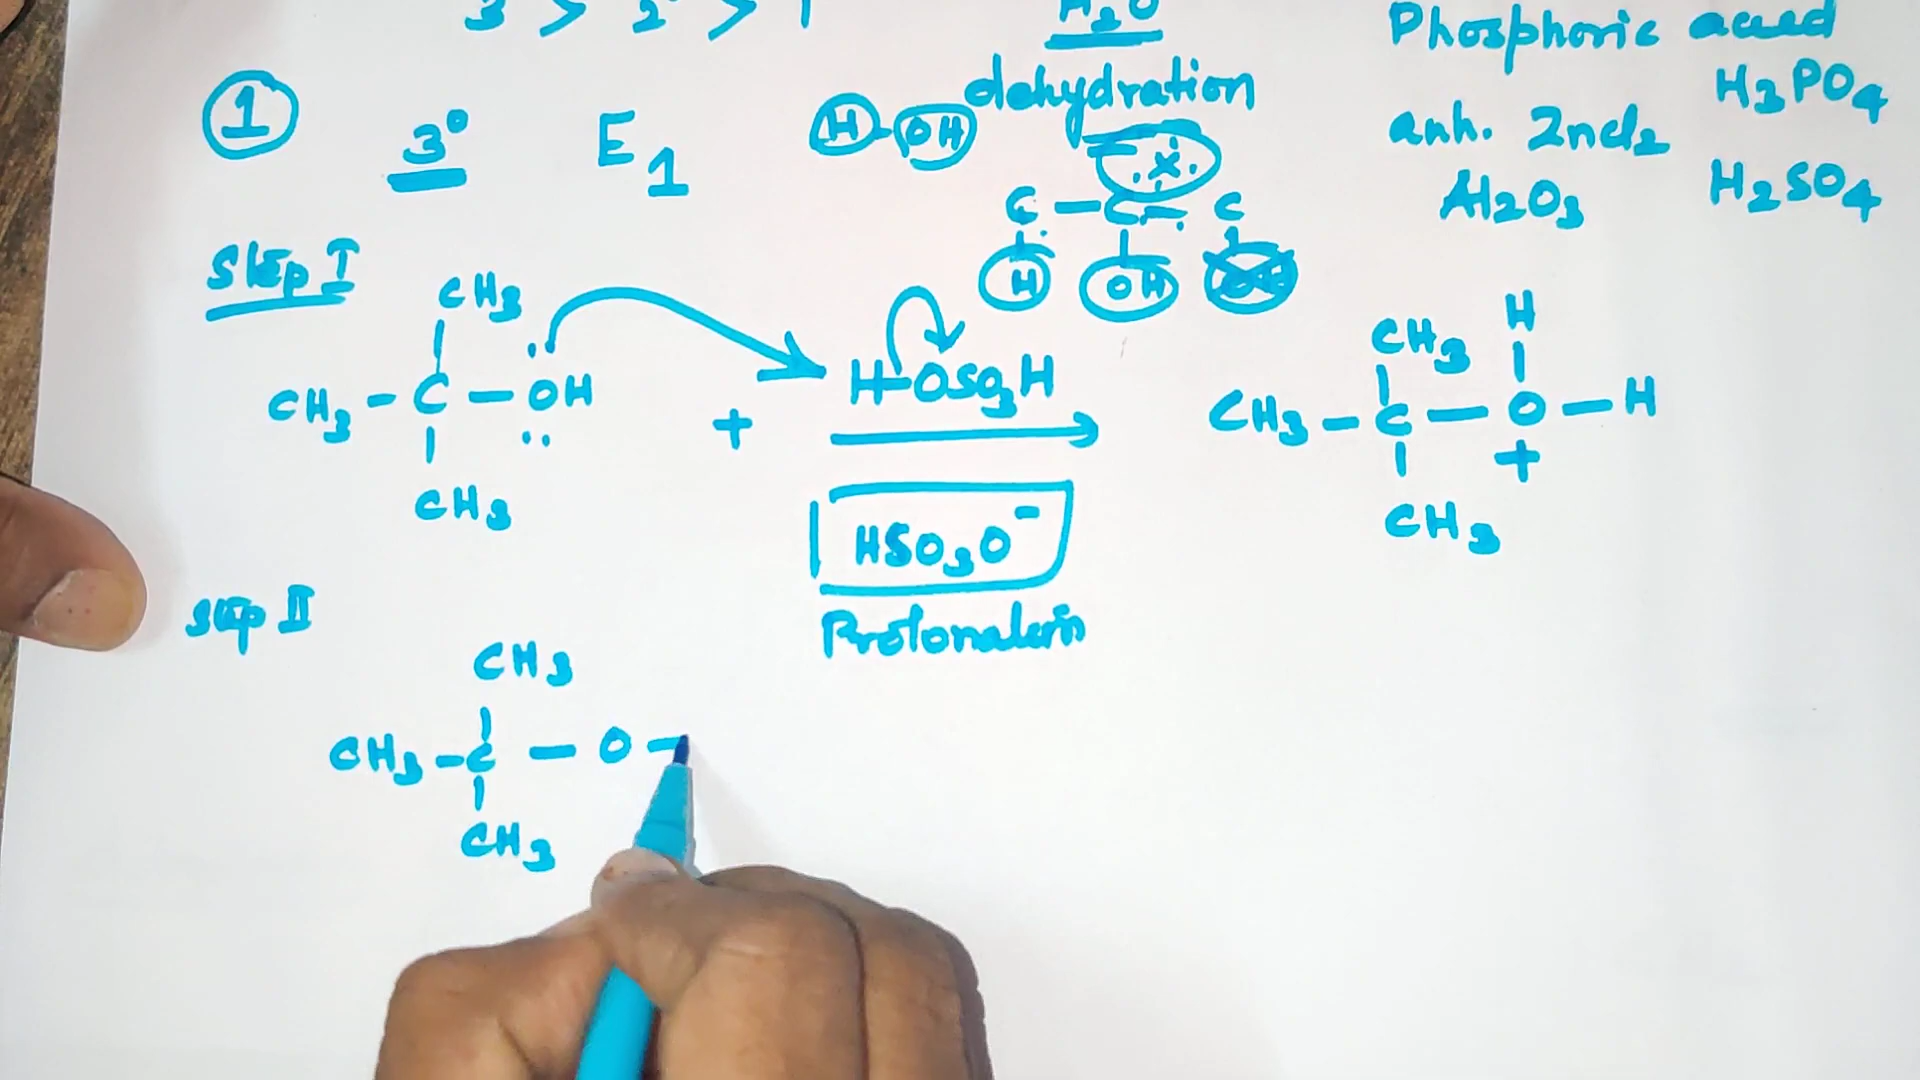 3 > 2 > 1
H2O
dehydration
Phosphoric acid
H3PO4
anh. Zncl2
H2SO4
Al2O3
1
3° E1
H-OH
x
C - C - C
H OH
Step I
CH3
CH3 - C - OH
CH3
+
H-OSO3H
HSO3O-
Protonation
CH3 H
CH3 - C - O - H
+
CH3
Step II
CH3
CH3 - C - O -
CH3